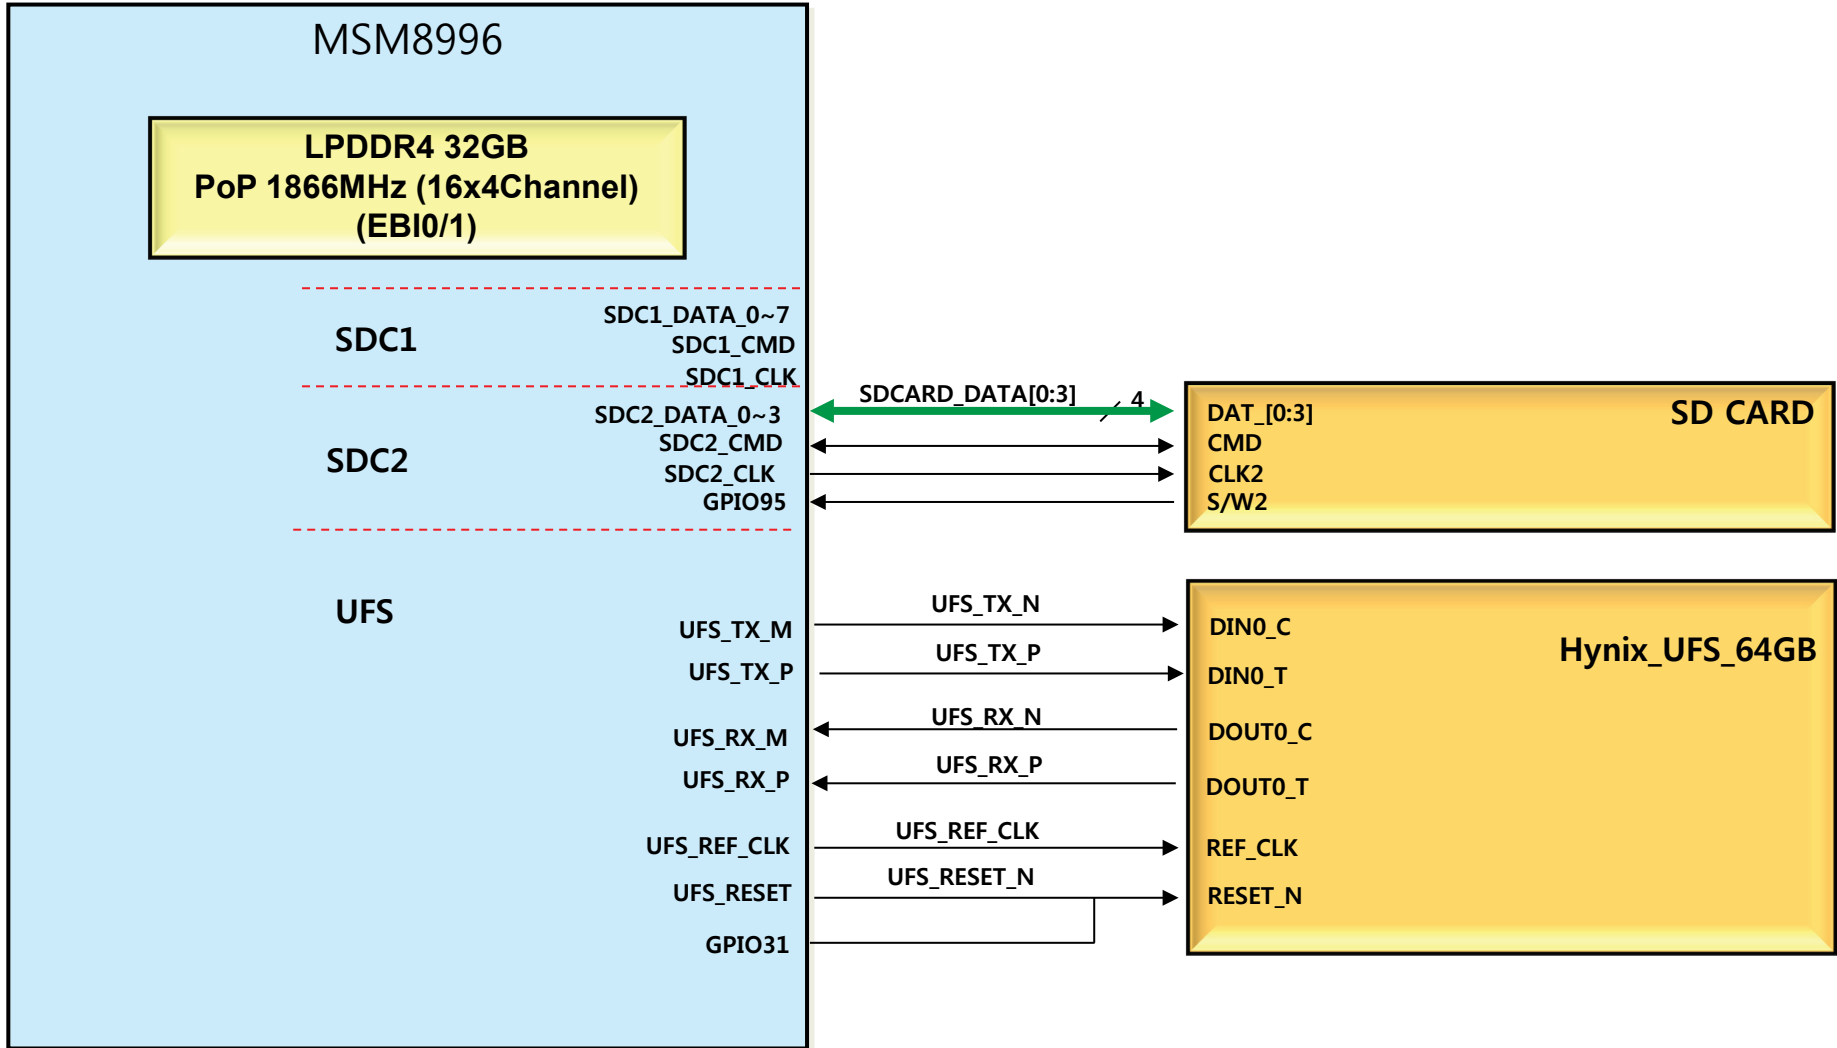 MSM8996
LPDDR4 32GB
PoP 1866MHz (16x4Channel)
(EBI0/1)
SDC1
SDC1_DATA_0~7
SDC1_CMD
SDC1_CLK
SDC2
SDC2_DATA_0~3
SDC2_CMD
SDC2_CLK
GPIO95
SDCARD_DATA[0:3]
4
SD CARD
DAT_[0:3]
CMD
CLK2
S/W2
UFS
UFS_TX_M
UFS_TX_P
UFS_RX_M
UFS_RX_P
UFS_REF_CLK
UFS_RESET
GPIO31
UFS_TX_N
UFS_TX_P
UFS_RX_N
UFS_RX_P
UFS_REF_CLK
UFS_RESET_N
Hynix_UFS_64GB
DIN0_C
DIN0_T
DOUT0_C
DOUT0_T
REF_CLK
RESET_N